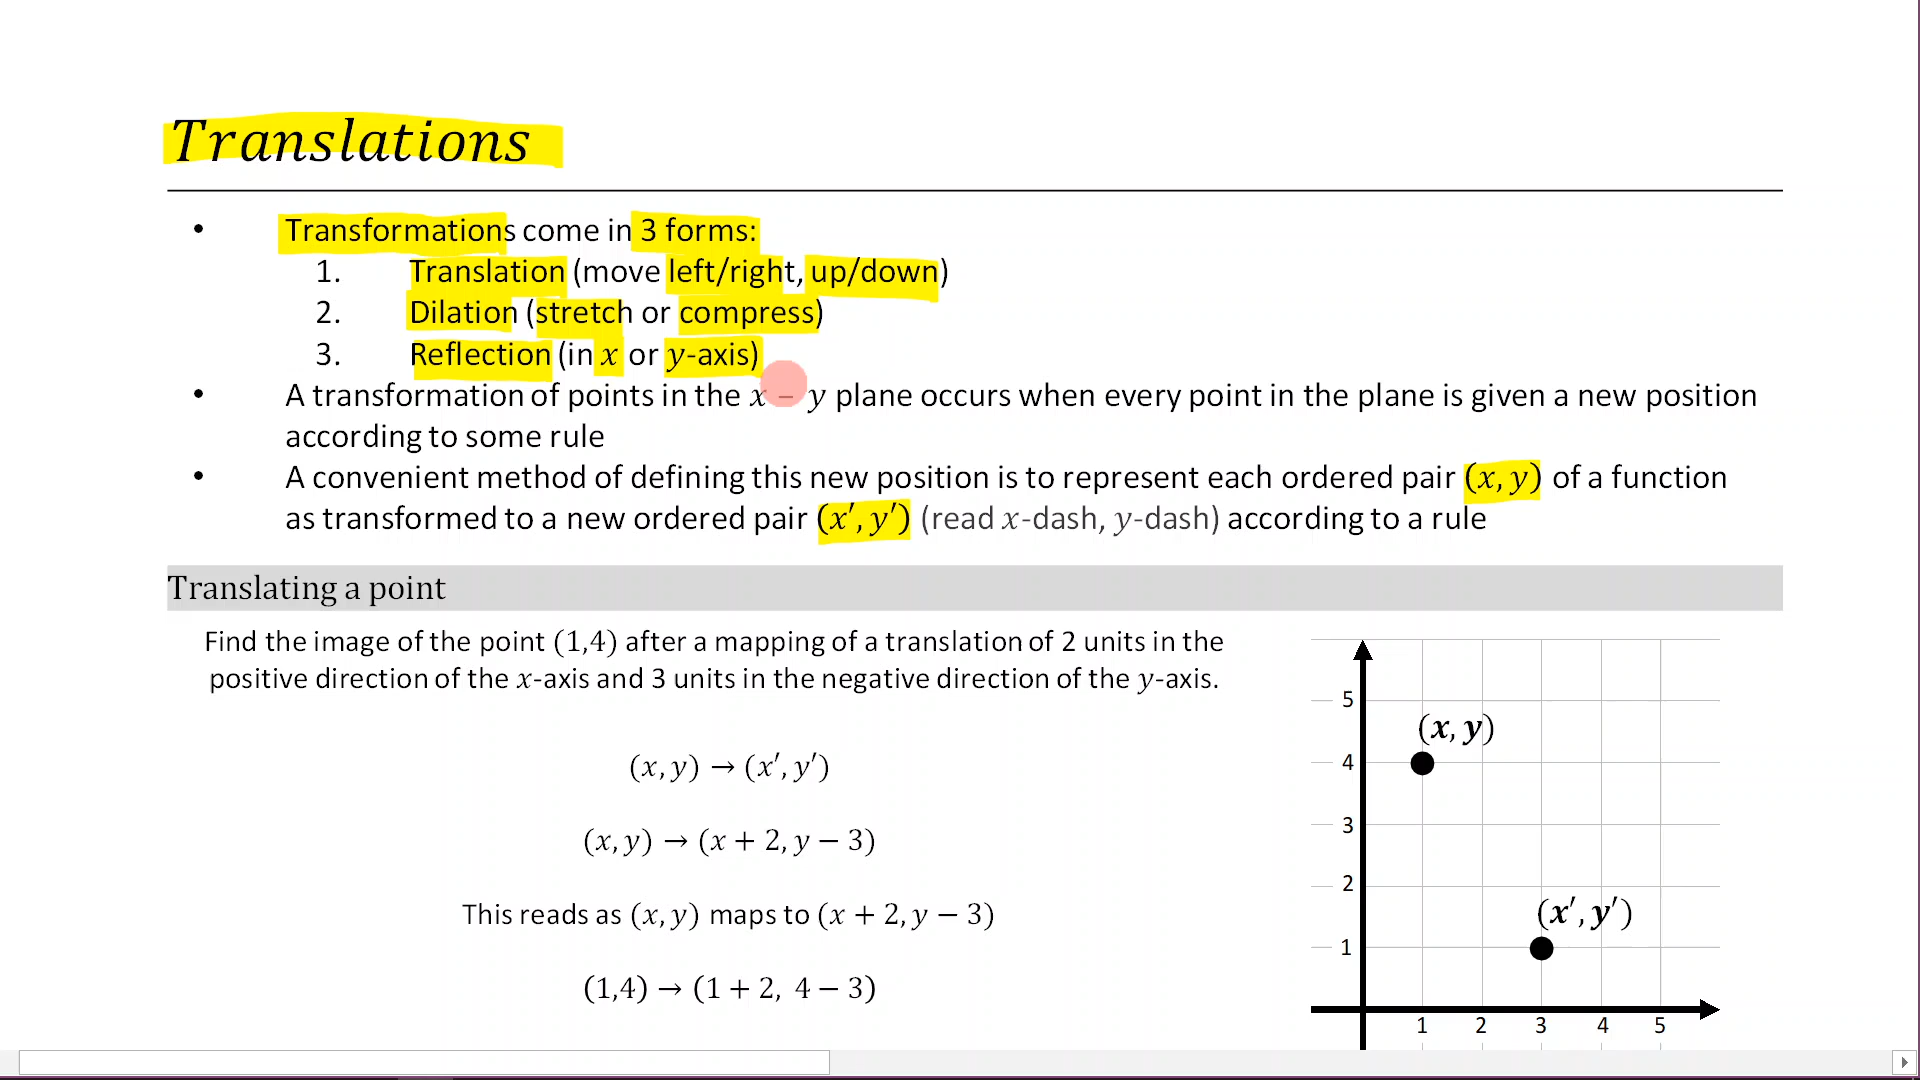 Translations
• Transformations come in 3 forms:
1. Translation (move left/right, up/down)
2. Dilation (stretch or compress)
3. Reflection (in x or y-axis)
• A transformation of points in the x – y plane occurs when every point in the plane is given a new position
according to some rule
• A convenient method of defining this new position is to represent each ordered pair (x, y) of a function
as transformed to a new ordered pair (x′, y′) (read x-dash, y-dash) according to a rule
Translating a point
Find the image of the point (1,4) after a mapping of a translation of 2 units in the
positive direction of the x-axis and 3 units in the negative direction of the y-axis.
(x, y) → (x′, y′)
(x, y) → (x + 2, y − 3)
This reads as (x, y) maps to (x + 2, y − 3)
(1,4) → (1 + 2, 4 − 3)
5
(x, y)
4
3
2
(x′, y′)
1
1 2 3 4 5